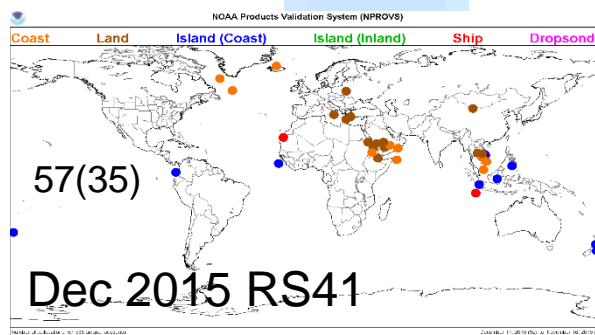 NOAA Products Validation System (NPROVS)
Coast Land Island (Coast) Island (Inland) Ship Dropsond
57(35)
Dec 2015 RS41